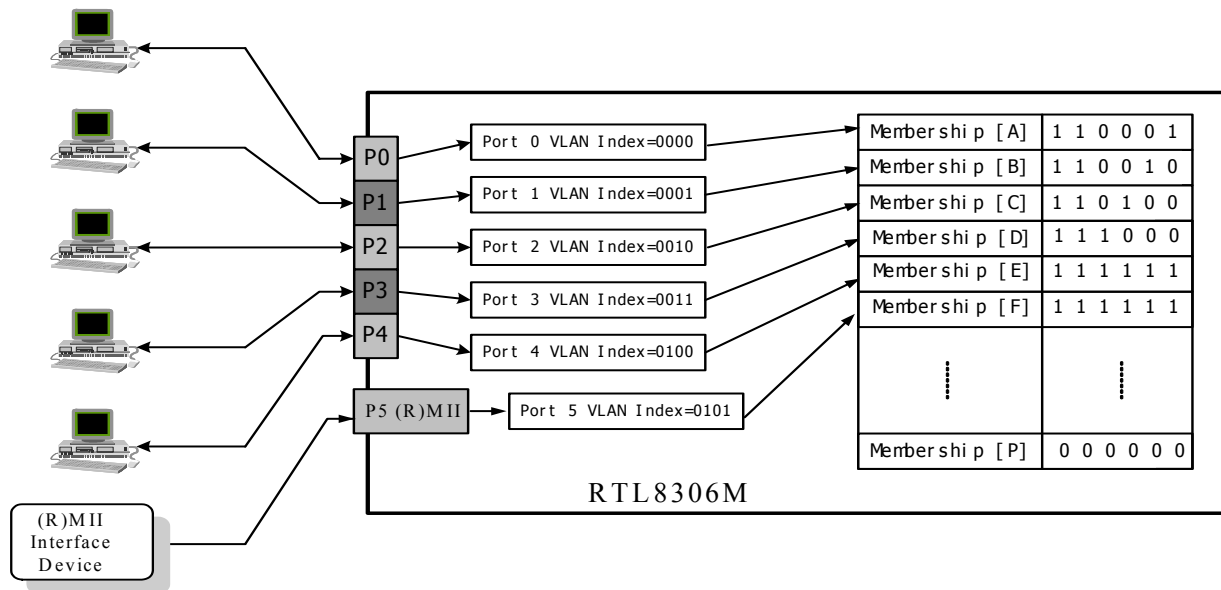 P0
P1
P2
P3
P4
P5 (R)MII
Port 0 VLAN Index=0000
Port 1 VLAN Index=0001
Port 2 VLAN Index=0010
Port 3 VLAN Index=0011
Port 4 VLAN Index=0100
Port 5 VLAN Index=0101
Membership [A] 1 1 0 0 0 1
Membership [B] 1 1 0 0 1 0
Membership [C] 1 1 0 1 0 0
Membership [D] 1 1 1 0 0 0
Membership [E] 1 1 1 1 1 1
Membership [F] 1 1 1 1 1 1
Membership [P] 0 0 0 0 0 0
RTL8306M
(R)MII
Interface
Device